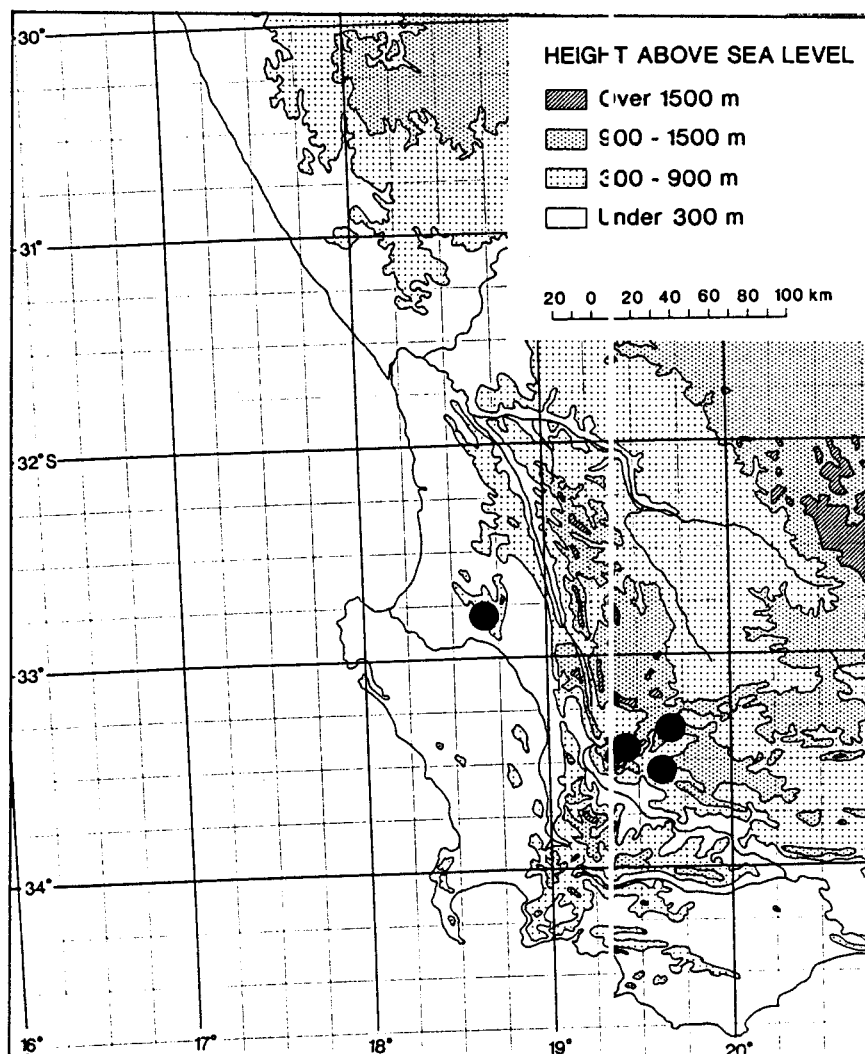 30°
31°
32°S
33°
34°
16°
17°
18°
19°
20°
HEIGHT ABOVE SEA LEVEL
Over 1500 m
900 - 1500 m
300 - 900 m
Under 300 m
20 0 20 40 60 80 100 km